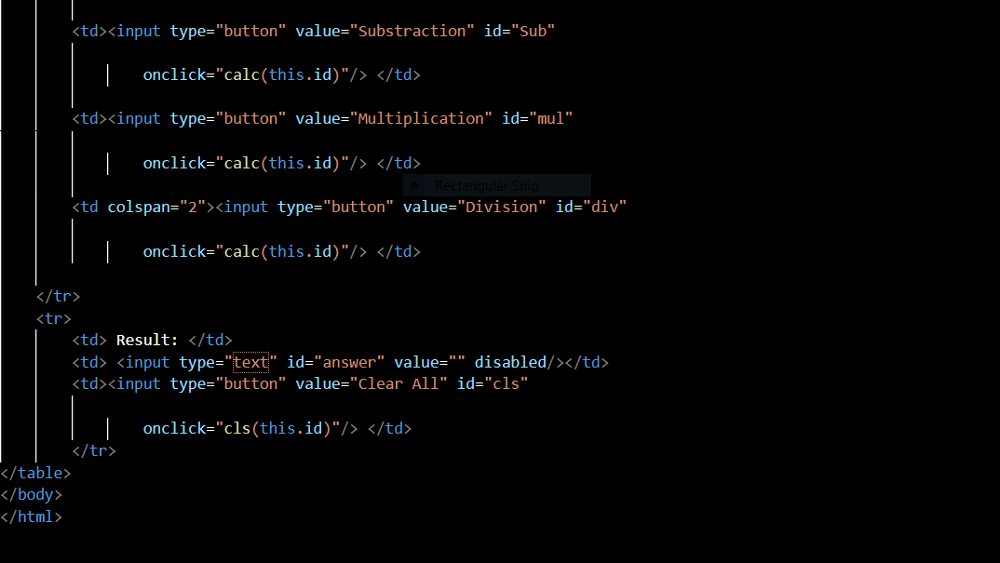 <td><input type="button" value="Substraction" id="Sub"
onclick="calc(this.id)"/> </td>
<td><input type="button" value="Multiplication" id="mul"
onclick="calc(this.id)"/> </td>
Rectangular Snip
<td colspan="2"><input type="button" value="Division" id="div"
onclick="calc(this.id)"/> </td>
</tr>
<tr>
<td> Result: </td>
<td> <input type="text" id="answer" value="" disabled/></td>
<td><input type="button" value="Clear All" id="cls"
onclick="cls(this.id)"/> </td>
</tr>
</table>
</body>
</html>